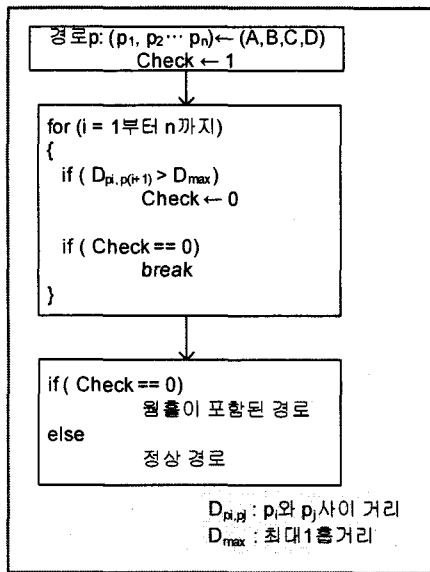 경로p: (p1, p2… pn)← (A,B,C,D)
Check ← 1
for (i = 1부터 n까지)
{
if ( Dpi, p(i+1) > Dmax)
Check ← 0
if ( Check == 0)
break
}
if ( Check == 0)
웜홀이 포함된 경로
else
정상 경로
Dpi,pj : pi와 pj사이 거리
Dmax : 최대1홉거리